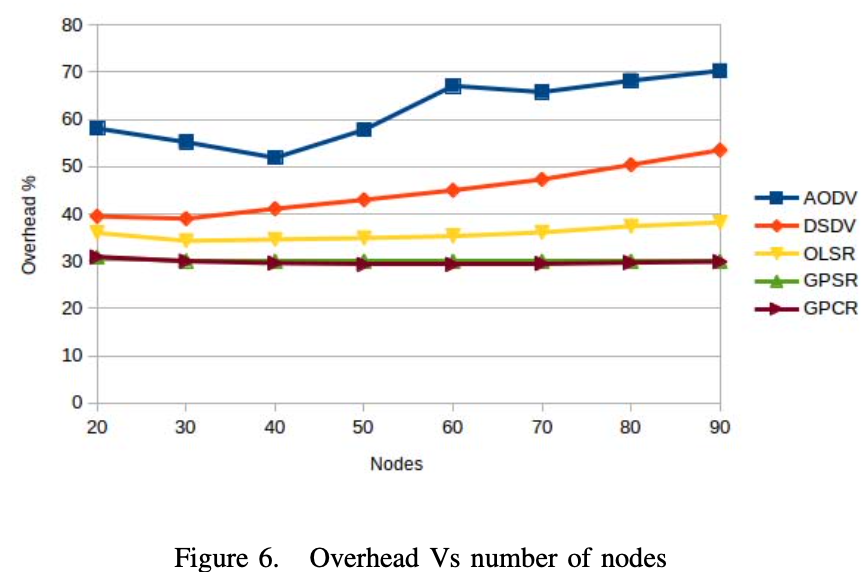 80
70
60
50
40
30
20
10
0
Overhead %
20 30 40 50 60 70 80 90
Nodes
AODV
DSDV
OLSR
GPSR
GPCR
Figure 6. Overhead Vs number of nodes